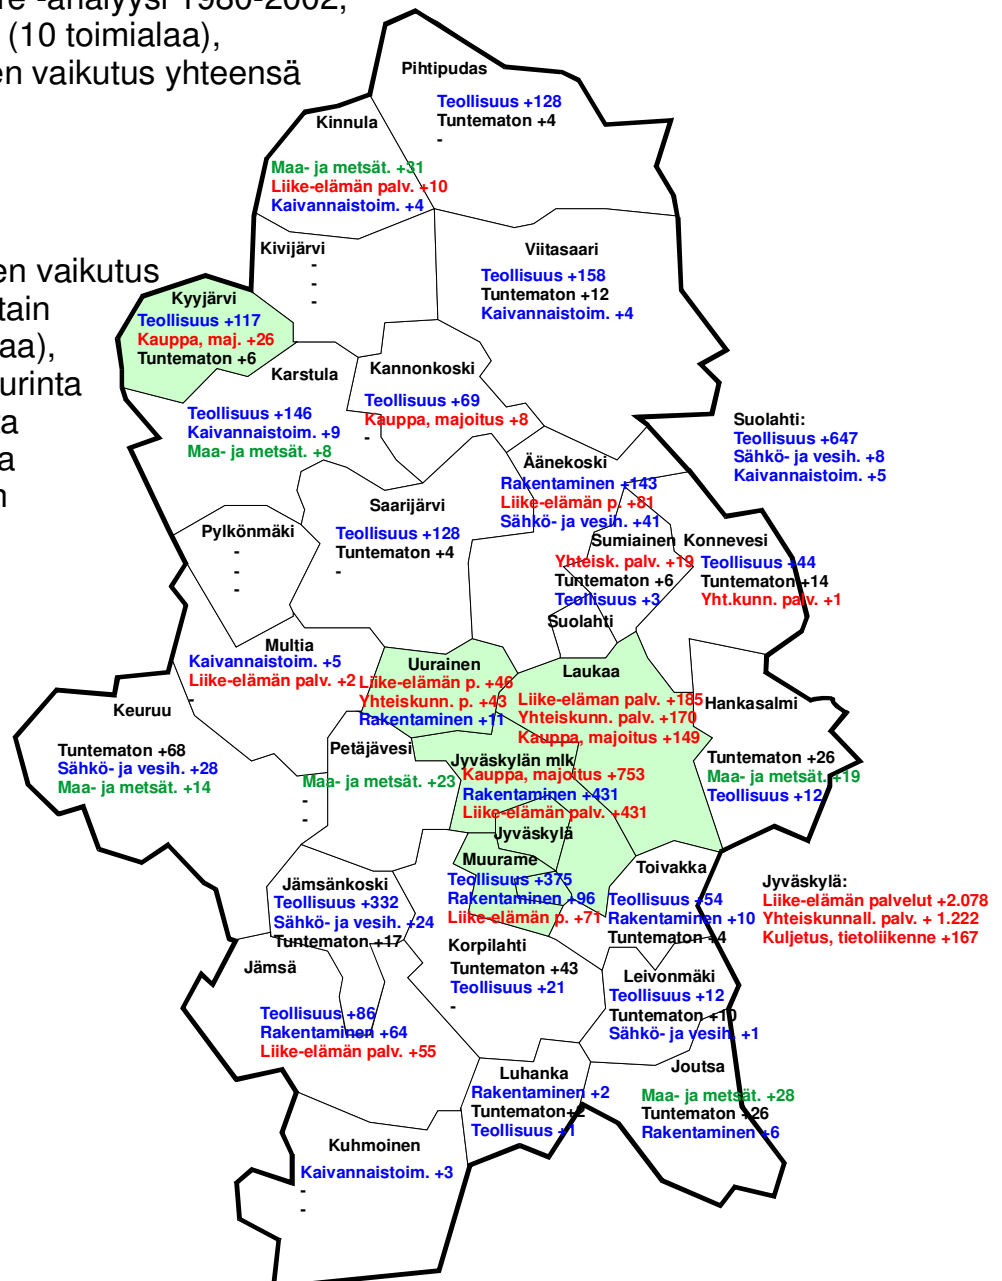 -analyysi 1980-2002,
(10 toimialaa),
vaikutus yhteensä
vaikutus
Pihtipudas
Teollisuus +128
Tuntematon +4
-
Kinnula
Maa- ja metsät. +31
Liike-elämän palv. +10
Kaivannaistoim. +4
Kivijärvi
-
-
-
Viitasaari
Teollisuus +158
Tuntematon +12
Kaivannaistoim. +4
Kyyjärvi
Teollisuus +117
Kauppa, maj. +26
Tuntematon +6
Karstula
Teollisuus +146
Kaivannaistoim. +9
Maa- ja metsät. +8
Kannonkoski
Teollisuus +69
Kauppa, majoitus +8
-
Suolahti:
Teollisuus +647
Sähkö- ja vesih. +8
Kaivannaistoim. +5
Äänekoski
Rakentaminen +143
Liike-elämän p. +81
Sähkö- ja vesih. +41
Saarijärvi
Teollisuus +128
Tuntematon +4
-
Pylkönmäki
-
-
-
Sumiainen
Yhteisk. palv. +19
Tuntematon +6
Teollisuus +3
Suolahti
Konnevesi
Teollisuus +44
Tuntematon +14
Yht.kunn. palv. +1
Multia
Kaivannaistoim. +5
Liike-elämän palv. +2
-
Uurainen
Liike-elämän p. +46
Yhteiskunn. p. +43
Rakentaminen +11
Laukaa
Liike-eläman palv. +185
Yhteiskunn. palv. +170
Kauppa, majoitus +149
Hankasalmi
Tuntematon +26
Maa- ja metsät. +19
Teollisuus +12
Keuruu
Tuntematon +68
Sähkö- ja vesih. +28
Maa- ja metsät. +14
Petäjävesi
Maa- ja metsät. +23
-
-
Jyväskylän mlk
Kauppa, majoitus +753
Rakentaminen +431
Liike-elämän palv. +431
Jyväskylä
Muurame
Teollisuus +375
Rakentaminen +96
Liike-elämän p. +71
Toivakka
Teollisuus +54
Rakentaminen +10
Tuntematon +4
Jyväskylä:
Liike-elämän palvelut +2.078
Yhteiskunnall. palv. + 1.222
Kuljetus, tietoliikenne +167
Jämsänkoski
Teollisuus +332
Sähkö- ja vesih. +24
Tuntematon +17
Korpilahti
Tuntematon +43
Teollisuus +21
-
Jämsä
Teollisuus +86
Rakentaminen +64
Liike-elämän palv. +55
Leivonmäki
Teollisuus +12
Tuntematon +10
Sähkö- ja vesih. +1
Luhanka
Rakentaminen +2
Tuntematon+2
Teollisuus +1
Joutsa
Maa- ja metsät. +28
Tuntematon +26
Rakentaminen +6
Kuhmoinen
Kaivannaistoim. +3
-
-